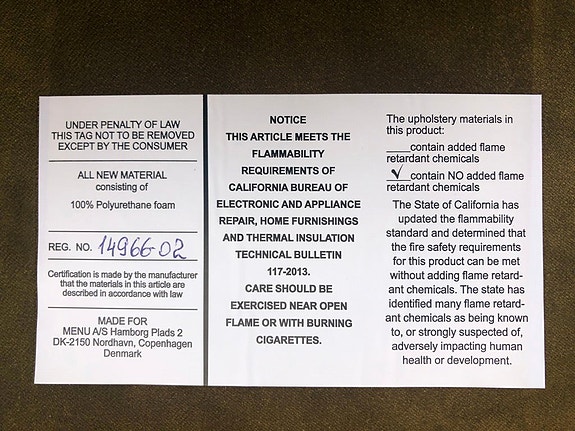 UNDER PENALTY OF LAW
THIS TAG NOT TO BE REMOVED
EXCEPT BY THE CONSUMER
ALL NEW MATERIAL
consisting of
100% Polyurethane foam
REG. NO. 14966-02
Certification is made by the manufacturer
that the materials in this article are
described in accordance with law
MADE FOR
MENU A/S Hamborg Plads 2
DK-2150 Nordhavn, Copenhagen
Denmark
NOTICE
THIS ARTICLE MEETS THE
FLAMMABILITY
REQUIREMENTS OF
CALIFORNIA BUREAU OF
ELECTRONIC AND APPLIANCE
REPAIR, HOME FURNISHINGS
AND THERMAL INSULATION
TECHNICAL BULLETIN
117-2013.
CARE SHOULD BE
EXERCISED NEAR OPEN
FLAME OR WITH BURNING
CIGARETTES.
The upholstery materials in
this product:
____contain added flame
retardant chemicals
_✓_contain NO added flame
retardant chemicals
The State of California has
updated the flammability
standard and determined that
the fire safety requirements
for this product can be met
without adding flame retard-
ant chemicals. The state has
identified many flame retard-
ant chemicals as being known
to, or strongly suspected of,
adversely impacting human
health or development.